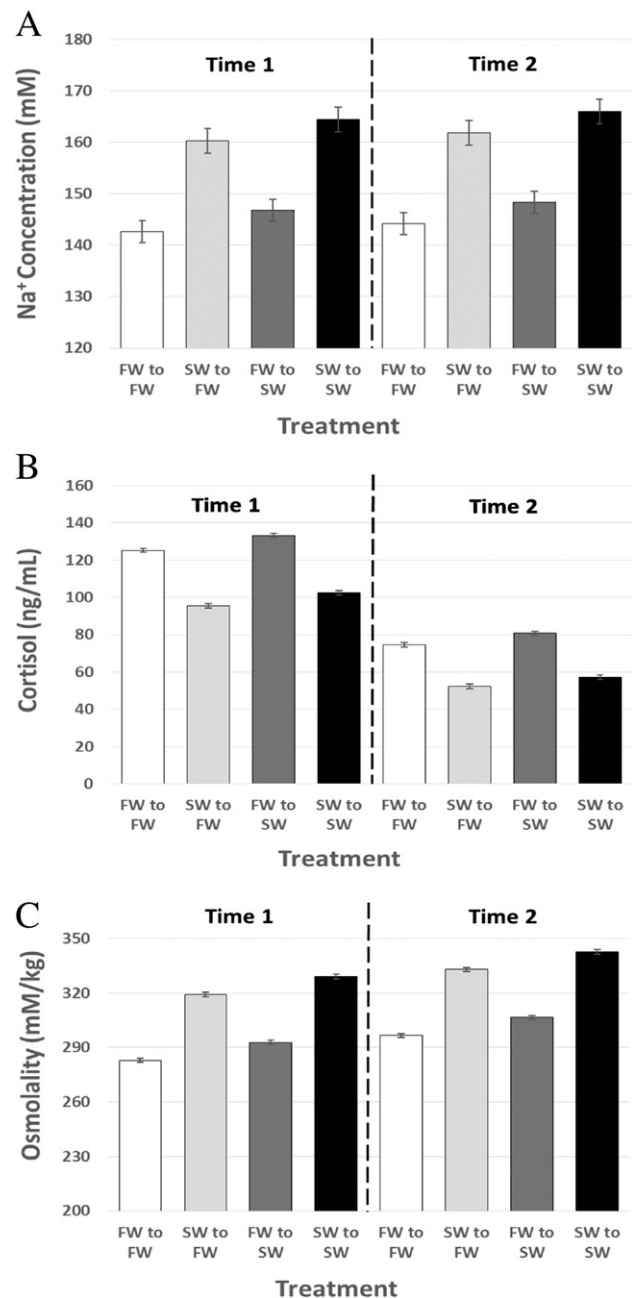 A
Na⁺ Concentration (mM)
180
170
160
150
140
130
120
Time 1
Time 2
FW to FW
SW to FW
FW to SW
SW to SW
FW to FW
SW to FW
FW to SW
SW to SW
Treatment
B
Cortisol (ng/mL)
160
140
120
100
80
60
40
20
0
Time 1
Time 2
FW to FW
SW to FW
FW to SW
SW to SW
FW to FW
SW to FW
FW to SW
SW to SW
Treatment
C
Osmolality (mM/kg)
350
320
290
260
230
200
Time 1
Time 2
FW to FW
SW to FW
FW to SW
SW to SW
FW to FW
SW to FW
FW to SW
SW to SW
Treatment